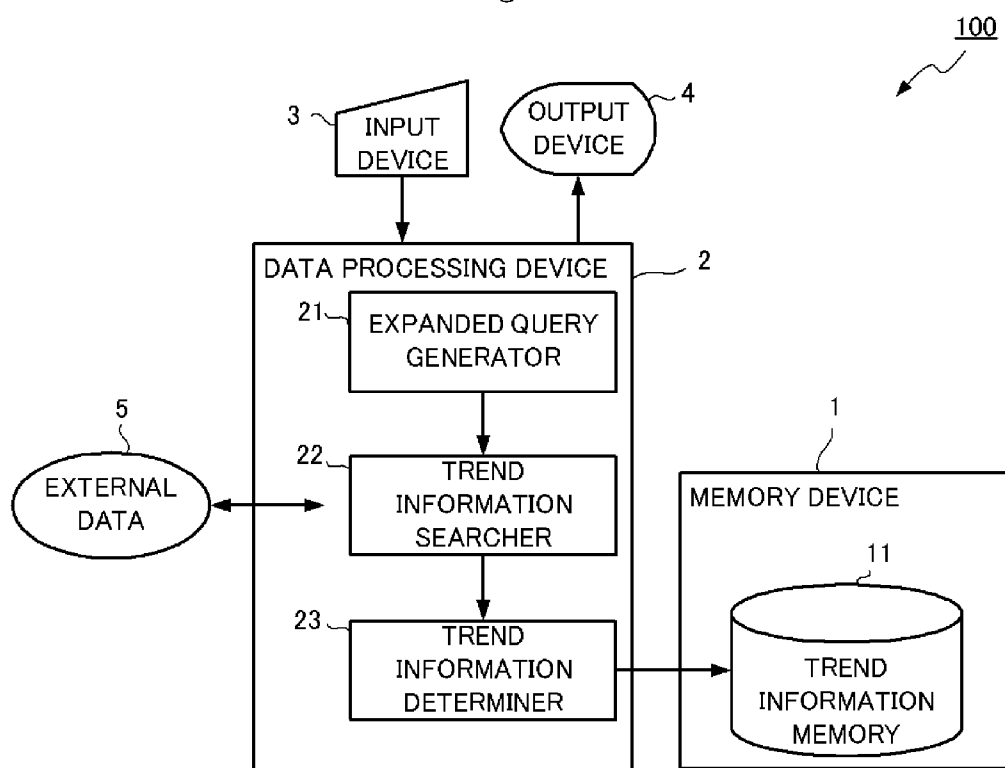 100
3
INPUT
DEVICE
OUTPUT
DEVICE
4
DATA PROCESSING DEVICE
2
21
EXPANDED QUERY
GENERATOR
5
EXTERNAL
DATA
22
TREND
INFORMATION
SEARCHER
1
MEMORY DEVICE
23
TREND
INFORMATION
DETERMINER
11
TREND
INFORMATION
MEMORY